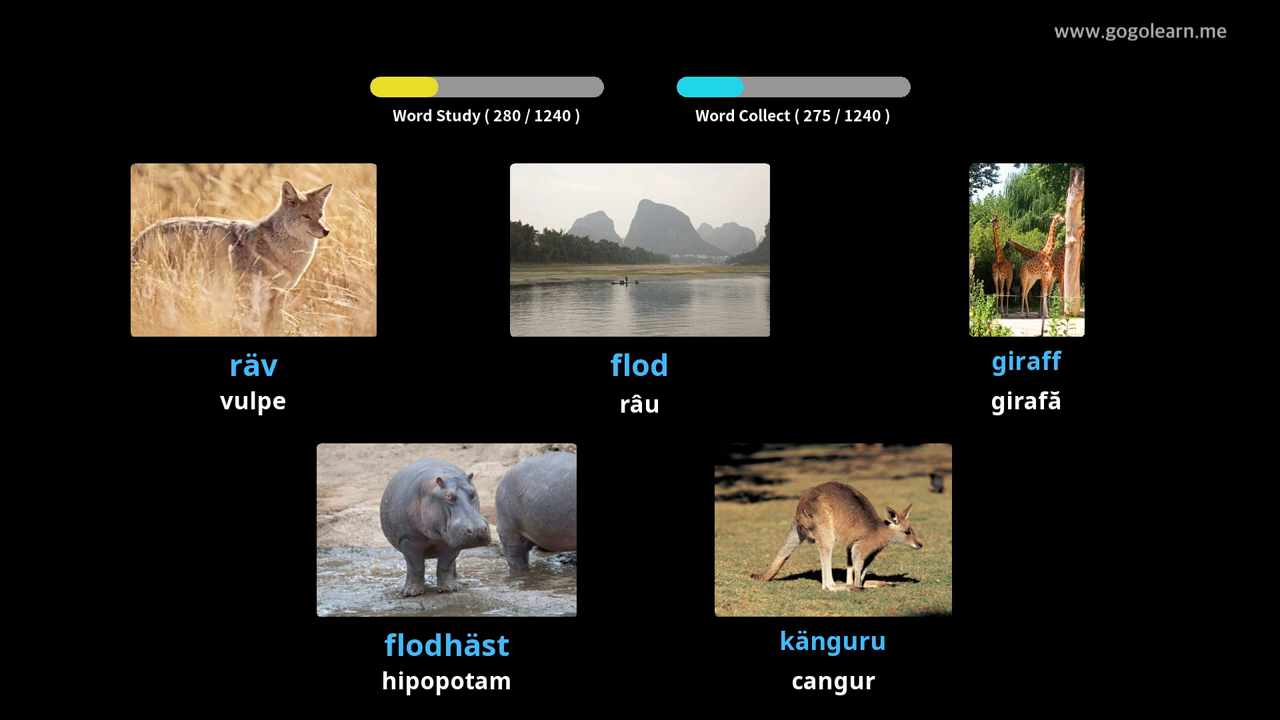 www.gogolearn.me
Word Study ( 280 / 1240 )
Word Collect ( 275 / 1240 )
räv
vulpe
flod
râu
giraff
girafă
flodhäst
hipopotam
känguru
cangur